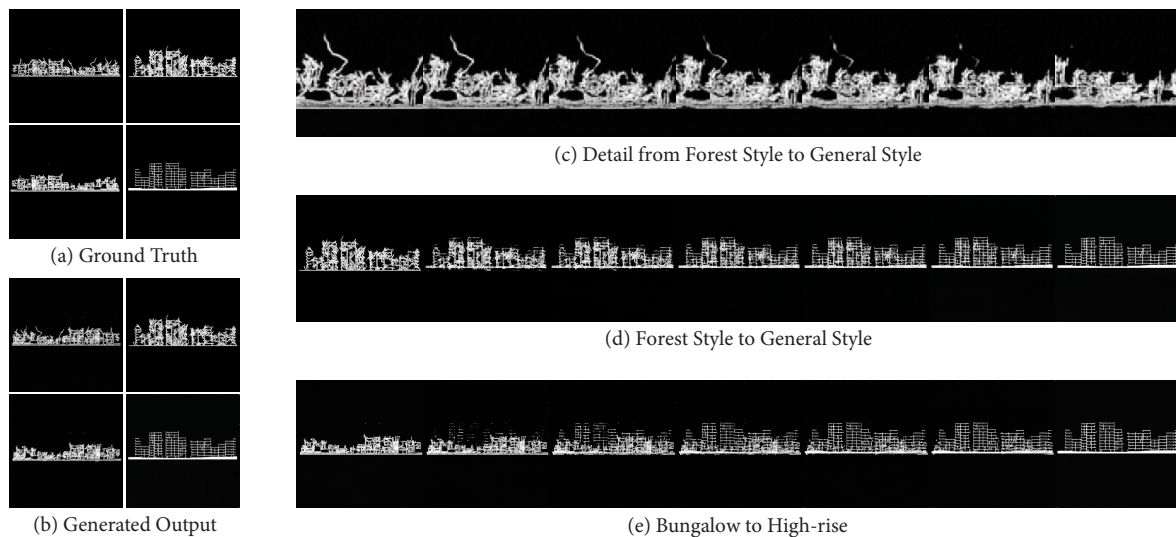 (a) Ground Truth
(b) Generated Output
(c) Detail from Forest Style to General Style
(d) Forest Style to General Style
(e) Bungalow to High-rise